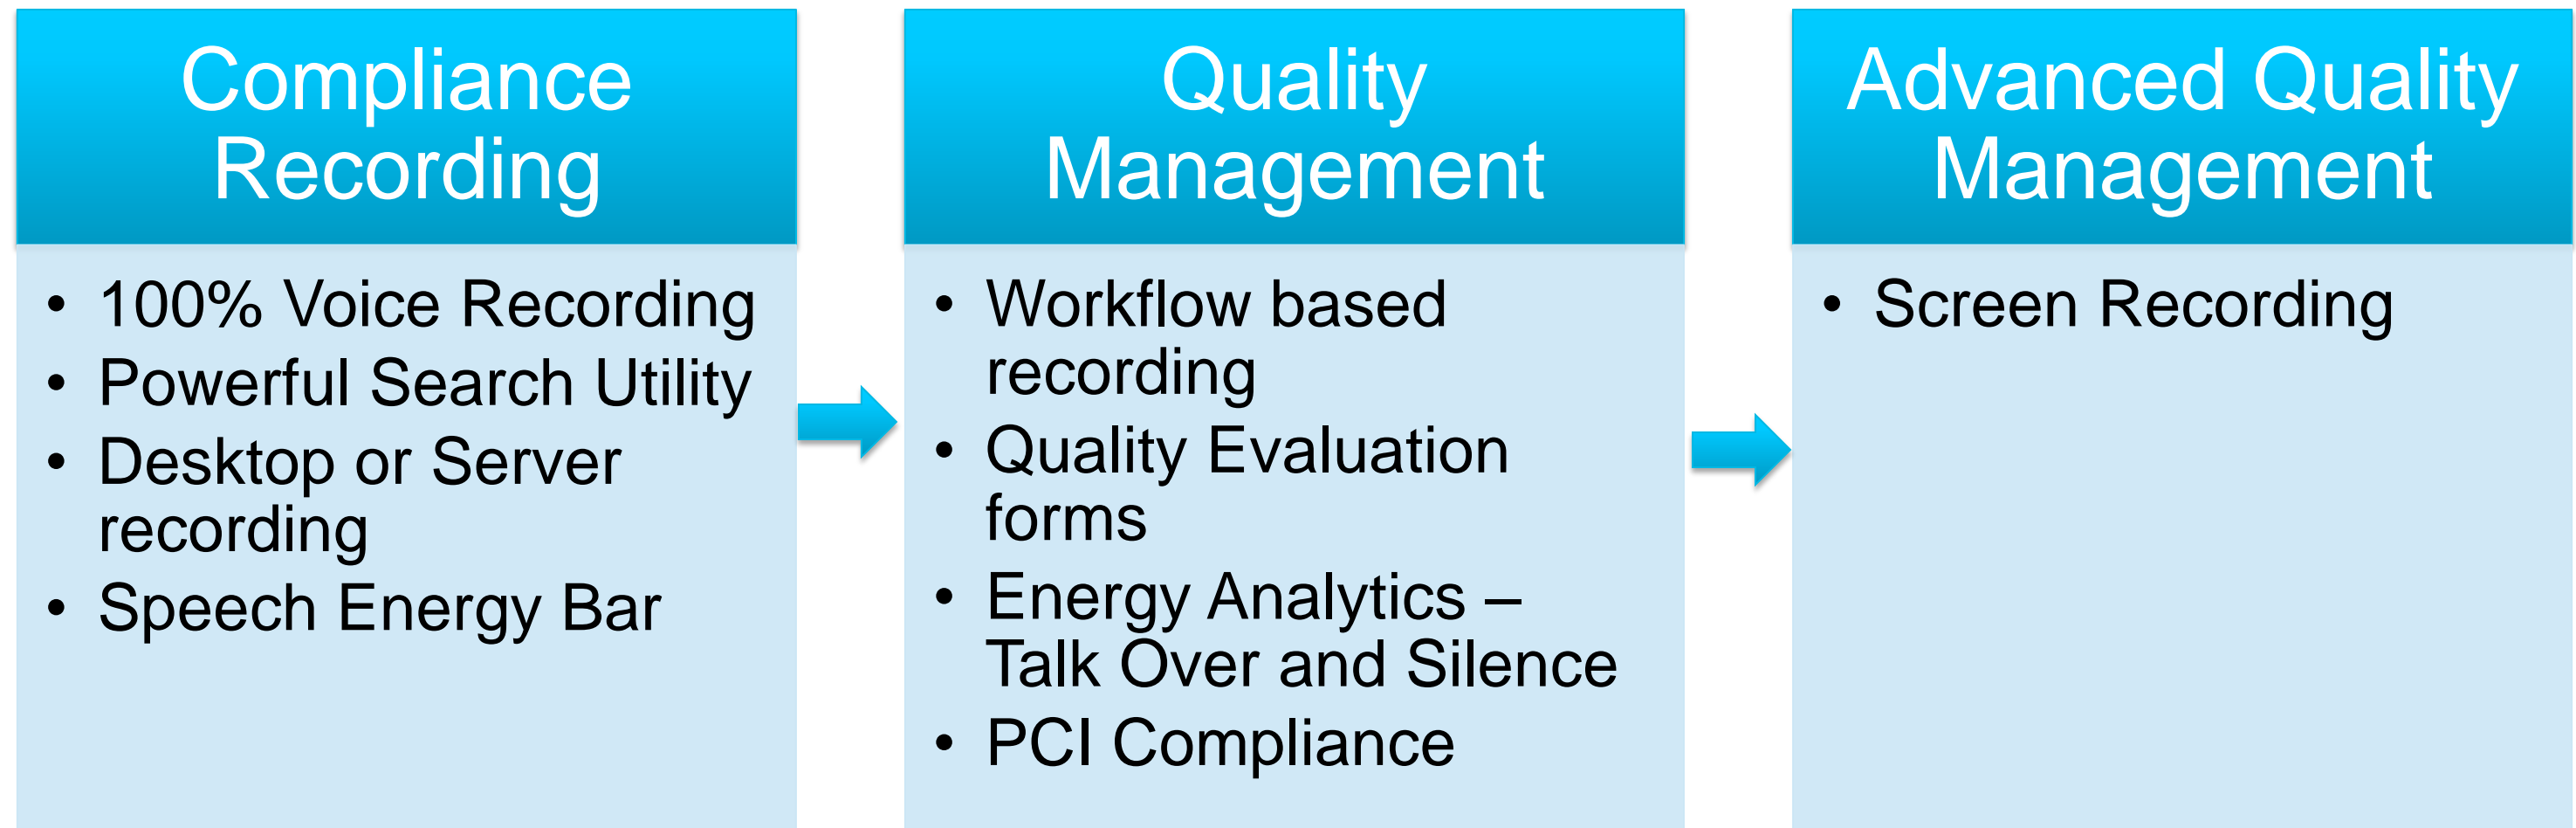 Compliance
Recording
• 100% Voice Recording
• Powerful Search Utility
• Desktop or Server
recording
• Speech Energy Bar
Quality
Management
• Workflow based
recording
• Quality Evaluation
forms
• Energy Analytics –
Talk Over and Silence
• PCI Compliance
Advanced Quality
Management
• Screen Recording